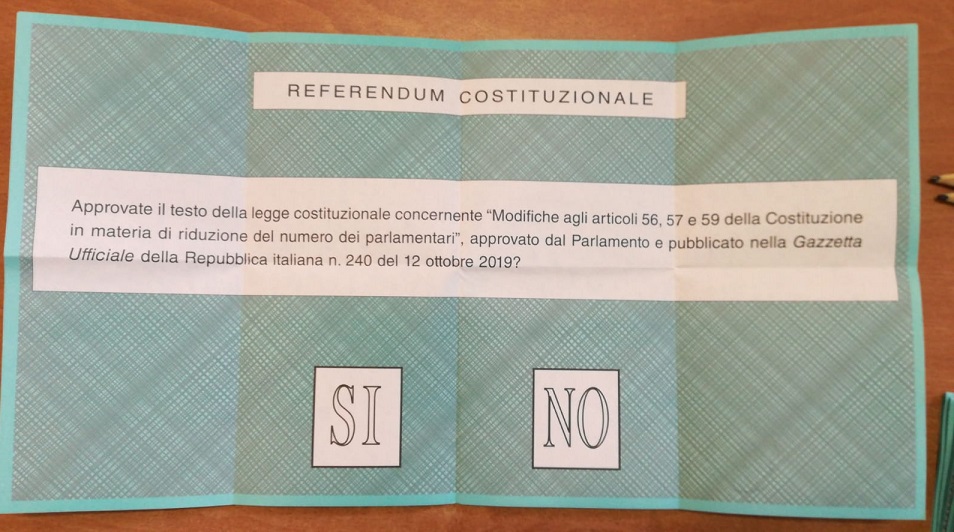 REFERENDUM COSTITUZIONALE
Approvate il testo della legge costituzionale concernente “Modifiche agli articoli 56, 57 e 59 della Costituzione
in materia di riduzione del numero dei parlamentari”, approvato dal Parlamento e pubblicato nella Gazzetta
Ufficiale della Repubblica italiana n. 240 del 12 ottobre 2019?
SI NO